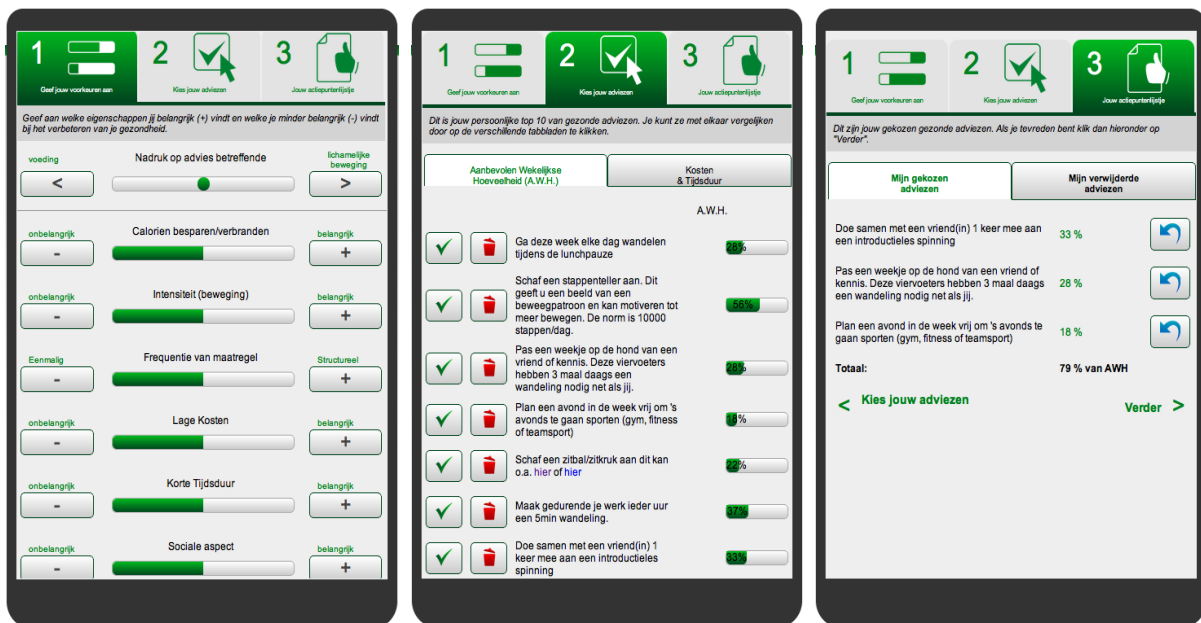 1
2
3
Geef jouw voorkeuren aan
Kies jouw adviezen
Jouw actiepuntenlijstje
Geef aan welke eigenschappen jij belangrijk (+) vindt en welke je minder belangrijk (-) vindt
bij het verbeteren van je gezondheid.
voeding
Nadruk op advies betreffende
lichamelijke
beweging
<
>
onbelangrijk
Calorien besparen/verbranden
belangrijk
-
+
onbelangrijk
Intensiteit (beweging)
belangrijk
-
+
Eenmalig
Frequentie van maatregel
Structureel
-
+
onbelangrijk
Lage Kosten
belangrijk
-
+
onbelangrijk
Korte Tijdsduur
belangrijk
-
+
onbelangrijk
Sociale aspect
belangrijk
-
+
1
2
3
Geef jouw voorkeuren aan
Kies jouw adviezen
Jouw actiepuntenlijstje
Dit is jouw persoonlijke top 10 van gezonde adviezen. Je kunt ze met elkaar vergelijken
door op de verschillende tabbladen te klikken.
Aanbevolen Wekelijkse
Hoeveelheid (A.W.H.)
Kosten
& Tijdsduur
A.W.H.
Ga deze week elke dag wandelen
tijdens de lunchpauze
28%
Schaf een stappenteller aan. Dit
geeft u een beeld van een
beweegpatroon en kan motiveren tot
meer bewegen. De norm is 10000
stappen/dag.
56%
Pas een weekje op de hond van een
vriend of kennis. Deze viervoeters
hebben 3 maal daags een
wandeling nodig net als jij.
28%
Plan een avond in de week vrij om 's
avonds te gaan sporten (gym, fitness
of teamsport)
18%
Schaf een zitbal/zitkruk aan dit kan
o.a. hier of hier
22%
Maak gedurende je werk ieder uur
een 5min wandeling.
37%
Doe samen met een vriend(in) 1
keer mee aan een introductieles
spinning
33%
1
2
3
Geef jouw voorkeuren aan
Kies jouw adviezen
Jouw actiepuntenlijstje
Dit zijn jouw gekozen gezonde adviezen. Als je tevreden bent klik dan hieronder op
"Verder".
Mijn gekozen
adviezen
Mijn verwijderde
adviezen
Doe samen met een vriend(in) 1 keer mee aan
een introductieles spinning
33 %
Pas een weekje op de hond van een vriend of
kennis. Deze viervoeters hebben 3 maal daags
een wandeling nodig net als jij.
28 %
Plan een avond in de week vrij om 's avonds te
gaan sporten (gym, fitness of teamsport)
18 %
Totaal:
79 % van AWH
< Kies jouw adviezen
Verder >